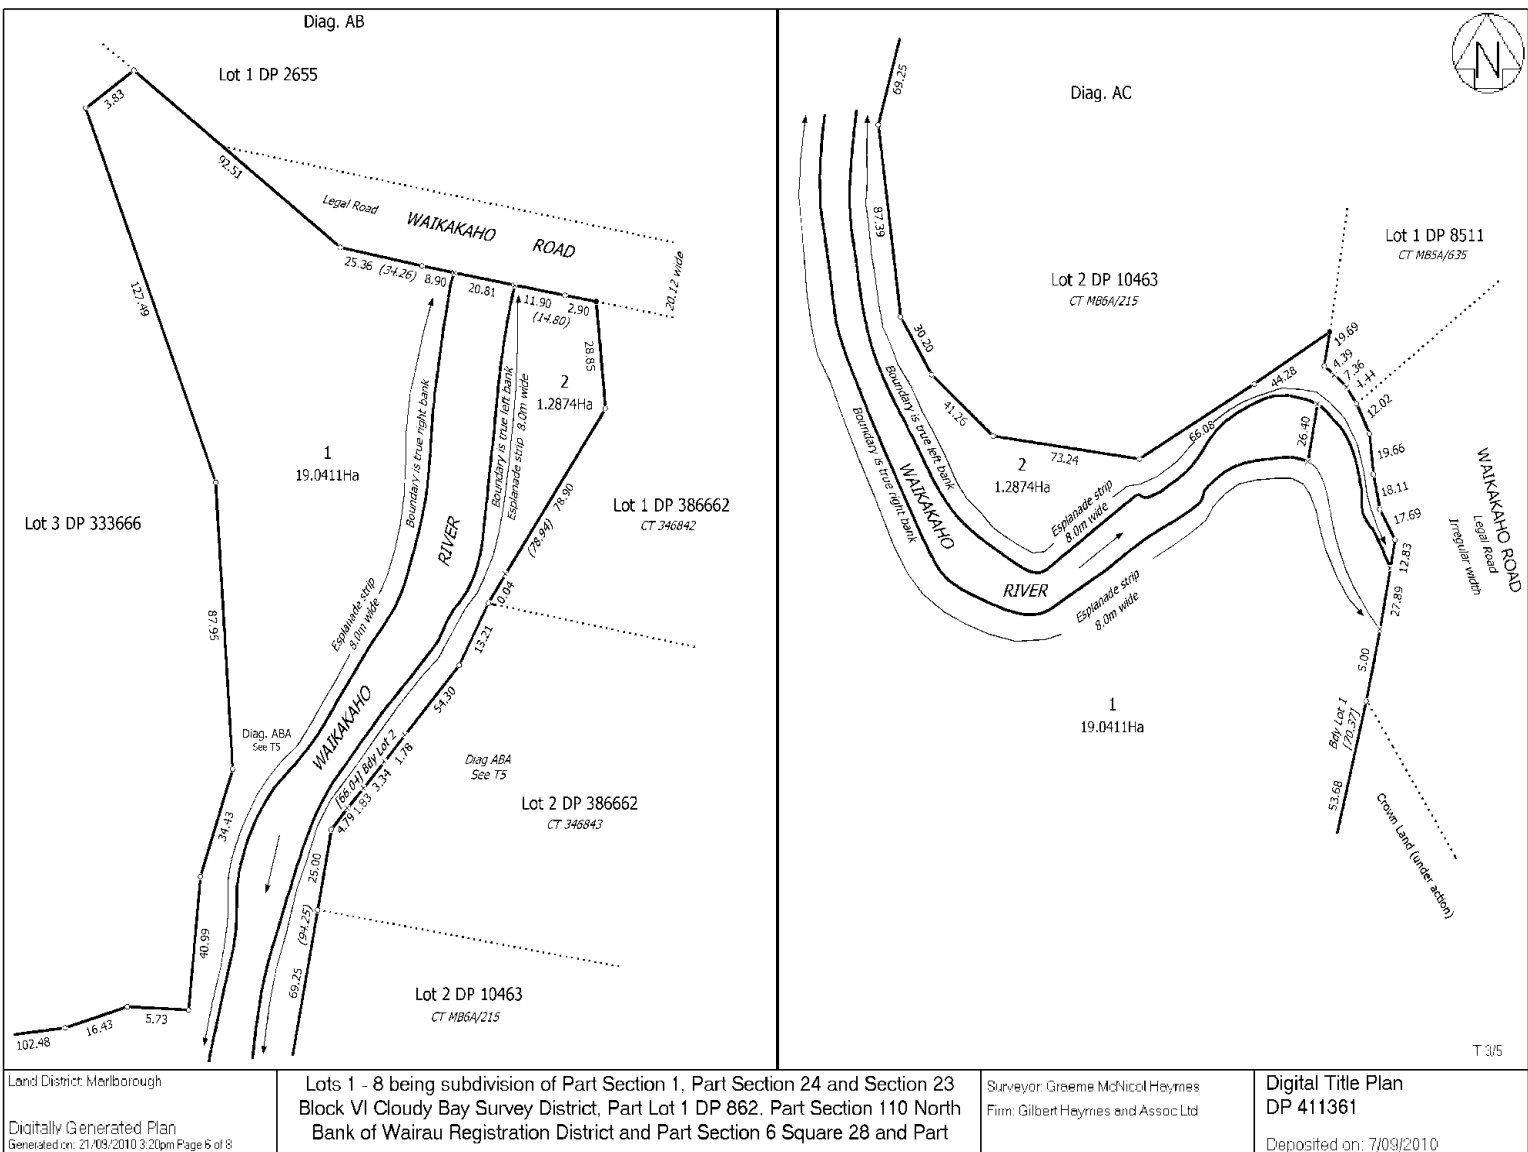 Diag. AB
Lot 1 DP 2655
3.83
92.51
Legal Road
WAIKAKAHO ROAD
20.12 wide
25.36
(34.26)
8.90
20.81
11.90
2.90
(14.80)
127.49
28.85
2
1.2874Ha
Boundary is true right bank
Boundary is true left bank
Esplanade strip 8.0m wide
1
19.0411Ha
Lot 3 DP 333666
78.90
(78.94)
Lot 1 DP 386662
CT 346842
RIVER
0.04
Esplanade strip
8.0m wide
13.21
87.95
54.30
WAIKAKAHO
Diag. ABA
See T5
[66.04] Bdy Lot 2
1.78
3.34
1.83
4.79
Diag ABA
See T5
Lot 2 DP 386662
CT 346843
34.43
25.00
(94.25)
40.99
69.25
Lot 2 DP 10463
CT MB6A/215
5.73
16.43
102.48
Diag. AC
N
69.25
87.39
Lot 1 DP 8511
CT MB5A/635
Lot 2 DP 10463
CT MB6A/215
30.20
19.69
4.39
7.36
4.44
44.28
41.26
12.02
66.08
26.40
73.24
19.66
2
1.2874Ha
18.11
17.69
Boundary is true left bank
Boundary is true right bank
WAIKAKAHO
Esplanade strip
8.0m wide
RIVER
Esplanade strip
8.0m wide
12.83
27.89
WAIKAKAHO ROAD
Legal Road
Irregular width
5.00
1
19.0411Ha
Bdy Lot 1
[70.37]
53.68
Crown Land (under action)
T 3/5
Land District: Marlborough
Digitally Generated Plan
Generated on: 21/09/2010 3:20pm Page 6 of 8
Lots 1 - 8 being subdivision of Part Section 1, Part Section 24 and Section 23
Block VI Cloudy Bay Survey District, Part Lot 1 DP 862. Part Section 110 North
Bank of Wairau Registration District and Part Section 6 Square 28 and Part
Surveyor: Graeme McNicol Haymes
Firm: Gilbert Haymes and Assoc Ltd
Digital Title Plan
DP 411361
Deposited on: 7/09/2010